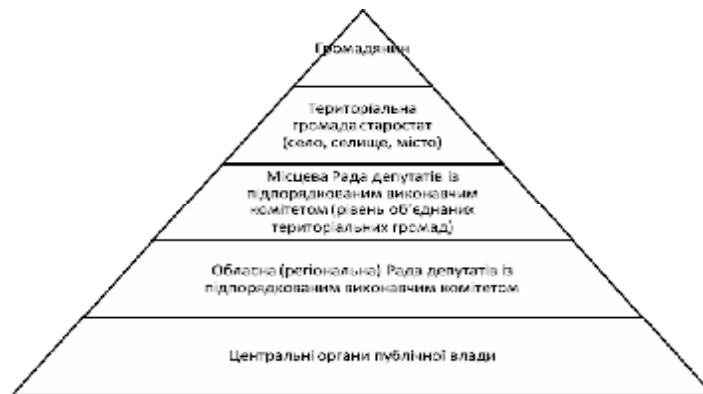 Громадянин
Територіальна
громада старостат
(село, селище, місто)
Місцева Рада депутатів із
підпорядкованим виконавчим
комітетом (рівень об'єднаних
територіальних громад)
Обласна (регіональна) Рада депутатів із
підпорядкованим виконавчим комітетом
Центральні органи публічної влади